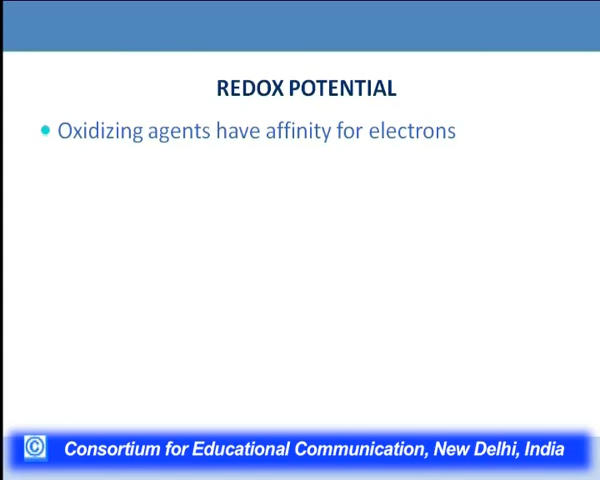 REDOX POTENTIAL
• Oxidizing agents have affinity for electrons
© Consortium for Educational Communication, New Delhi, India